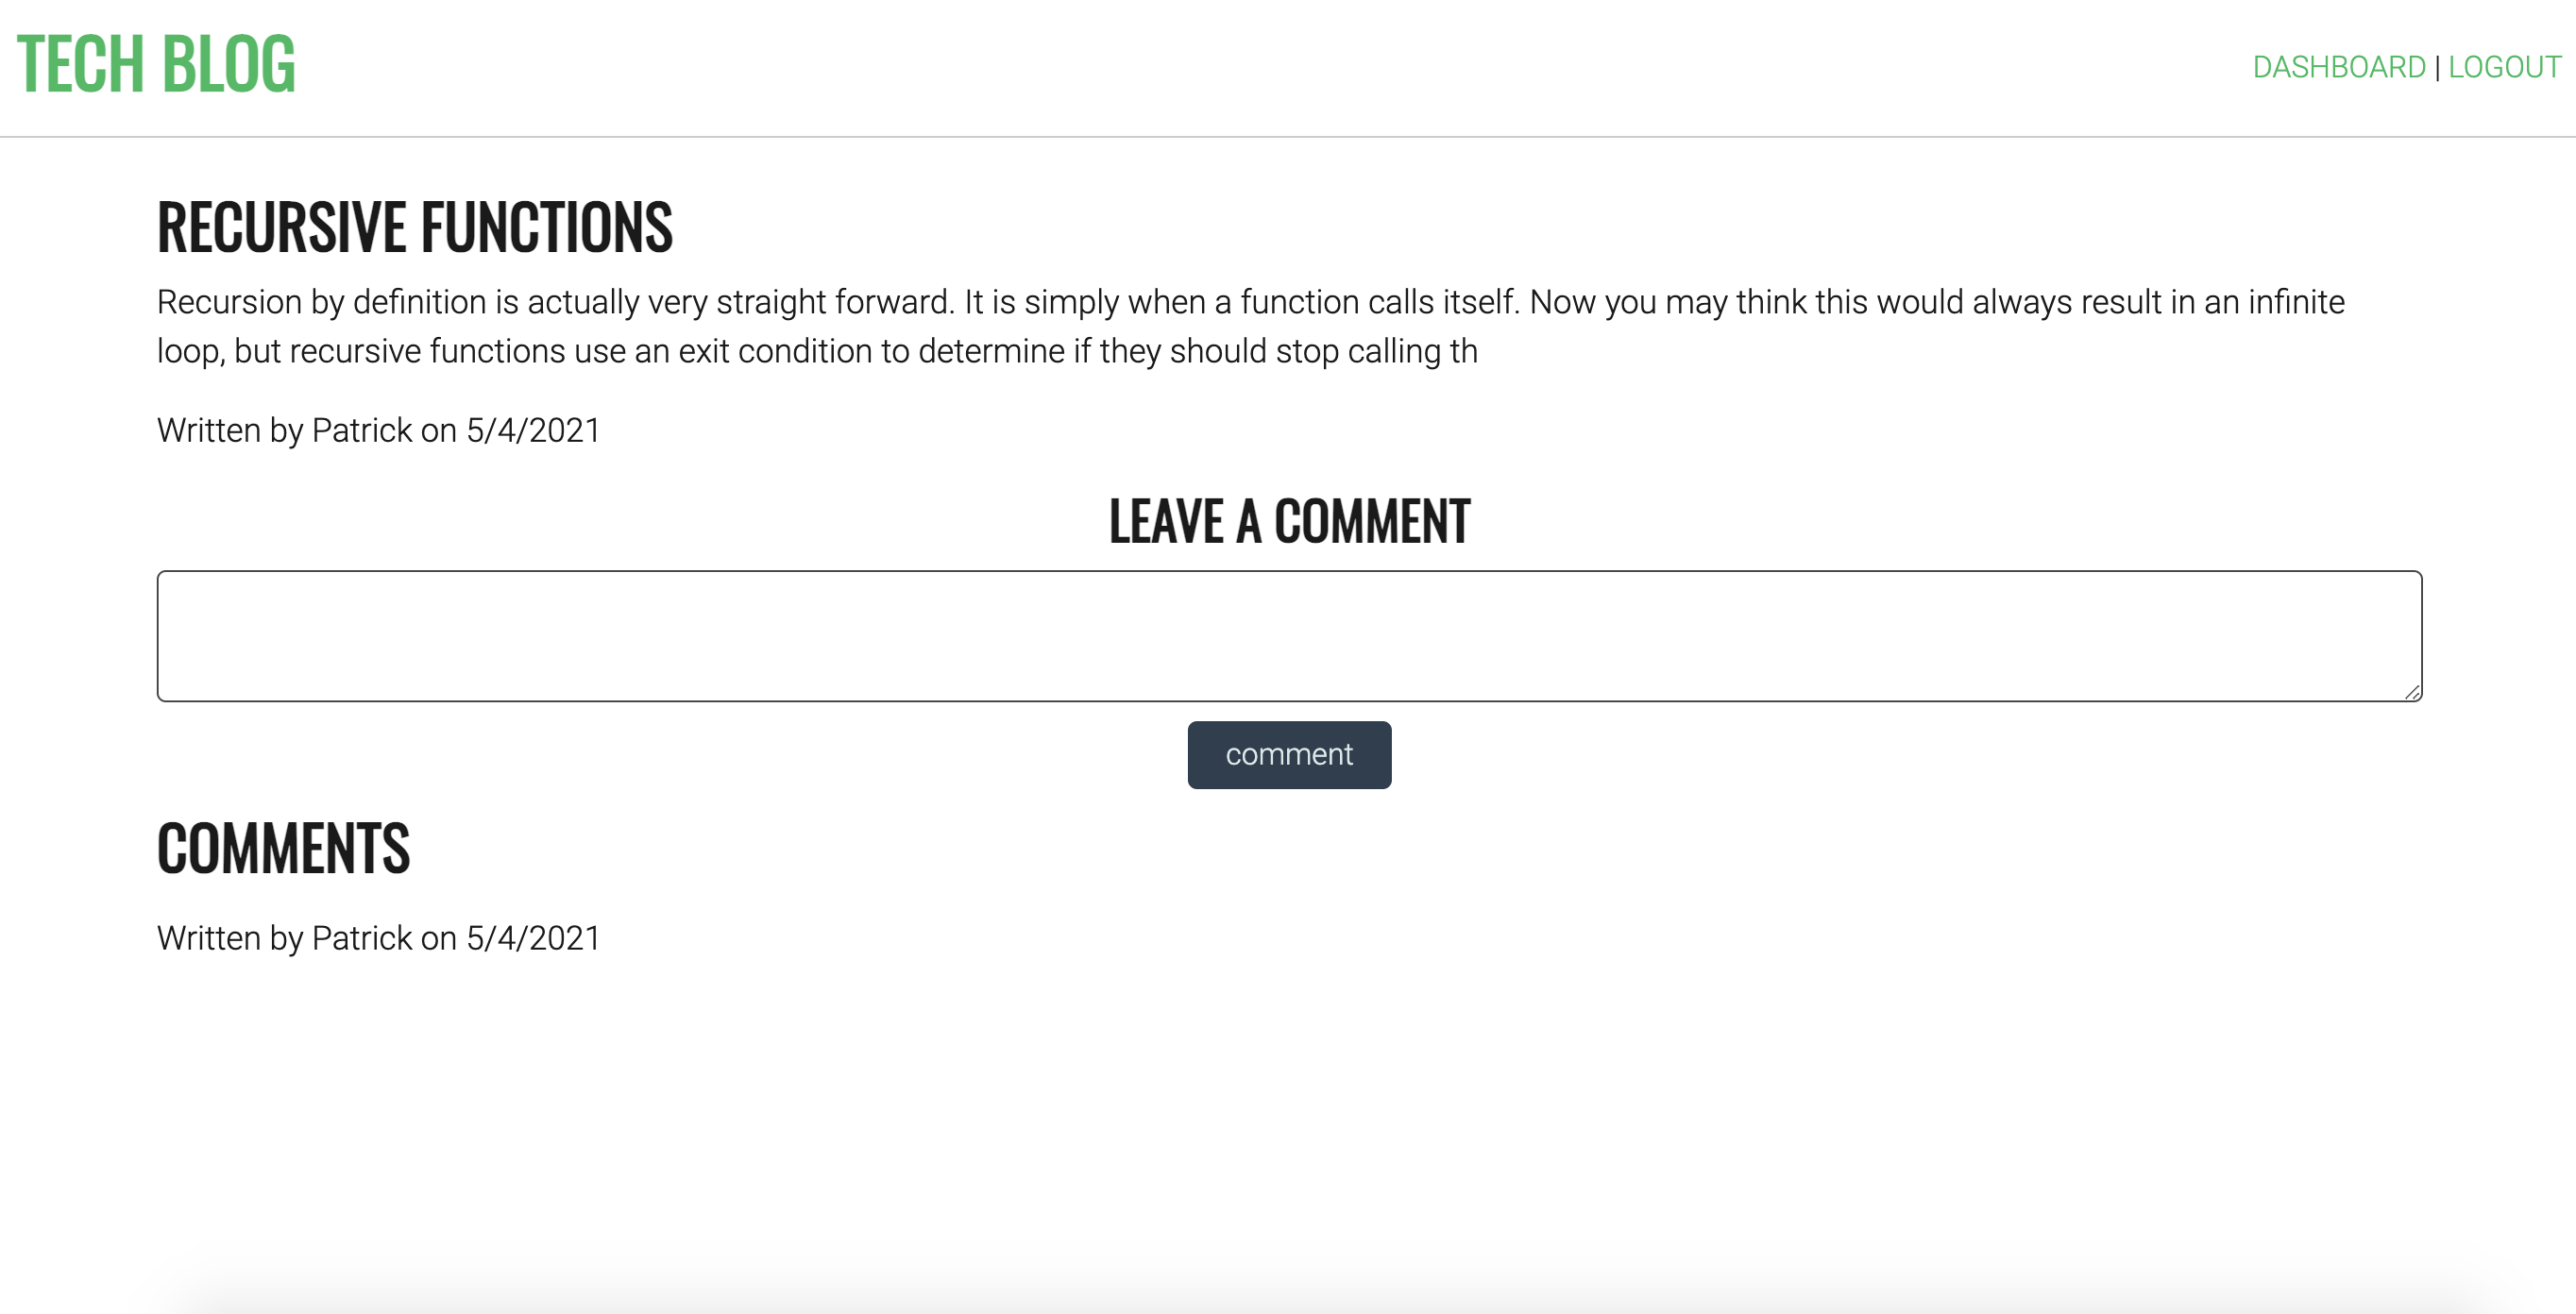 TECH BLOG
DASHBOARD | LOGOUT
RECURSIVE FUNCTIONS
Recursion by definition is actually very straight forward. It is simply when a function calls itself. Now you may think this would always result in an infinite
loop, but recursive functions use an exit condition to determine if they should stop calling th
Written by Patrick on 5/4/2021
LEAVE A COMMENT
comment
COMMENTS
Written by Patrick on 5/4/2021